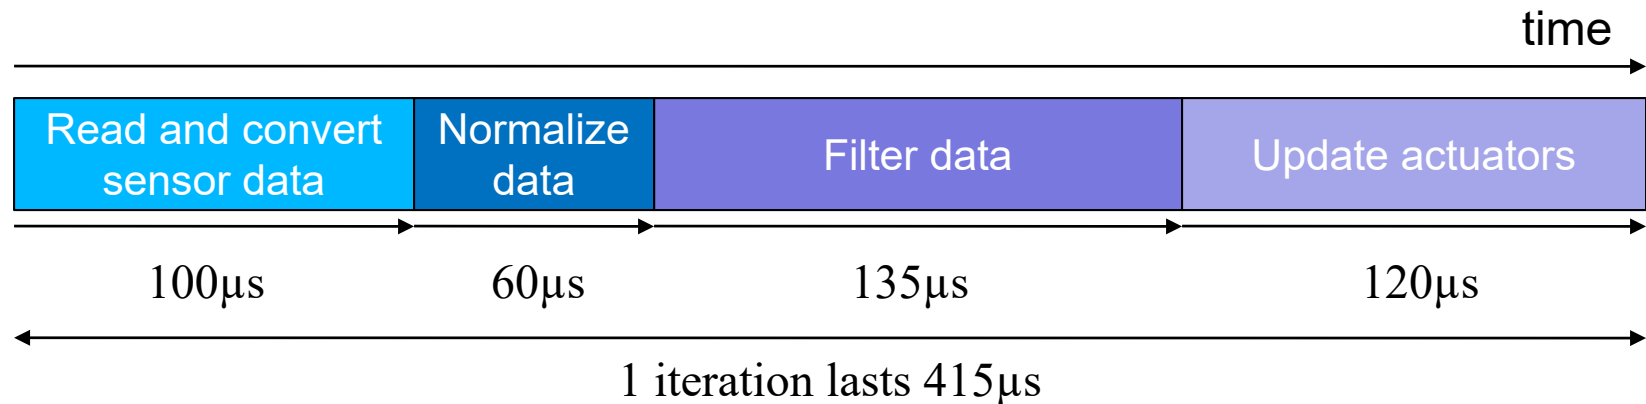 time
Read and convert
sensor data
Normalize
data
Filter data
Update actuators
100µs
60µs
135µs
120µs
1 iteration lasts 415µs